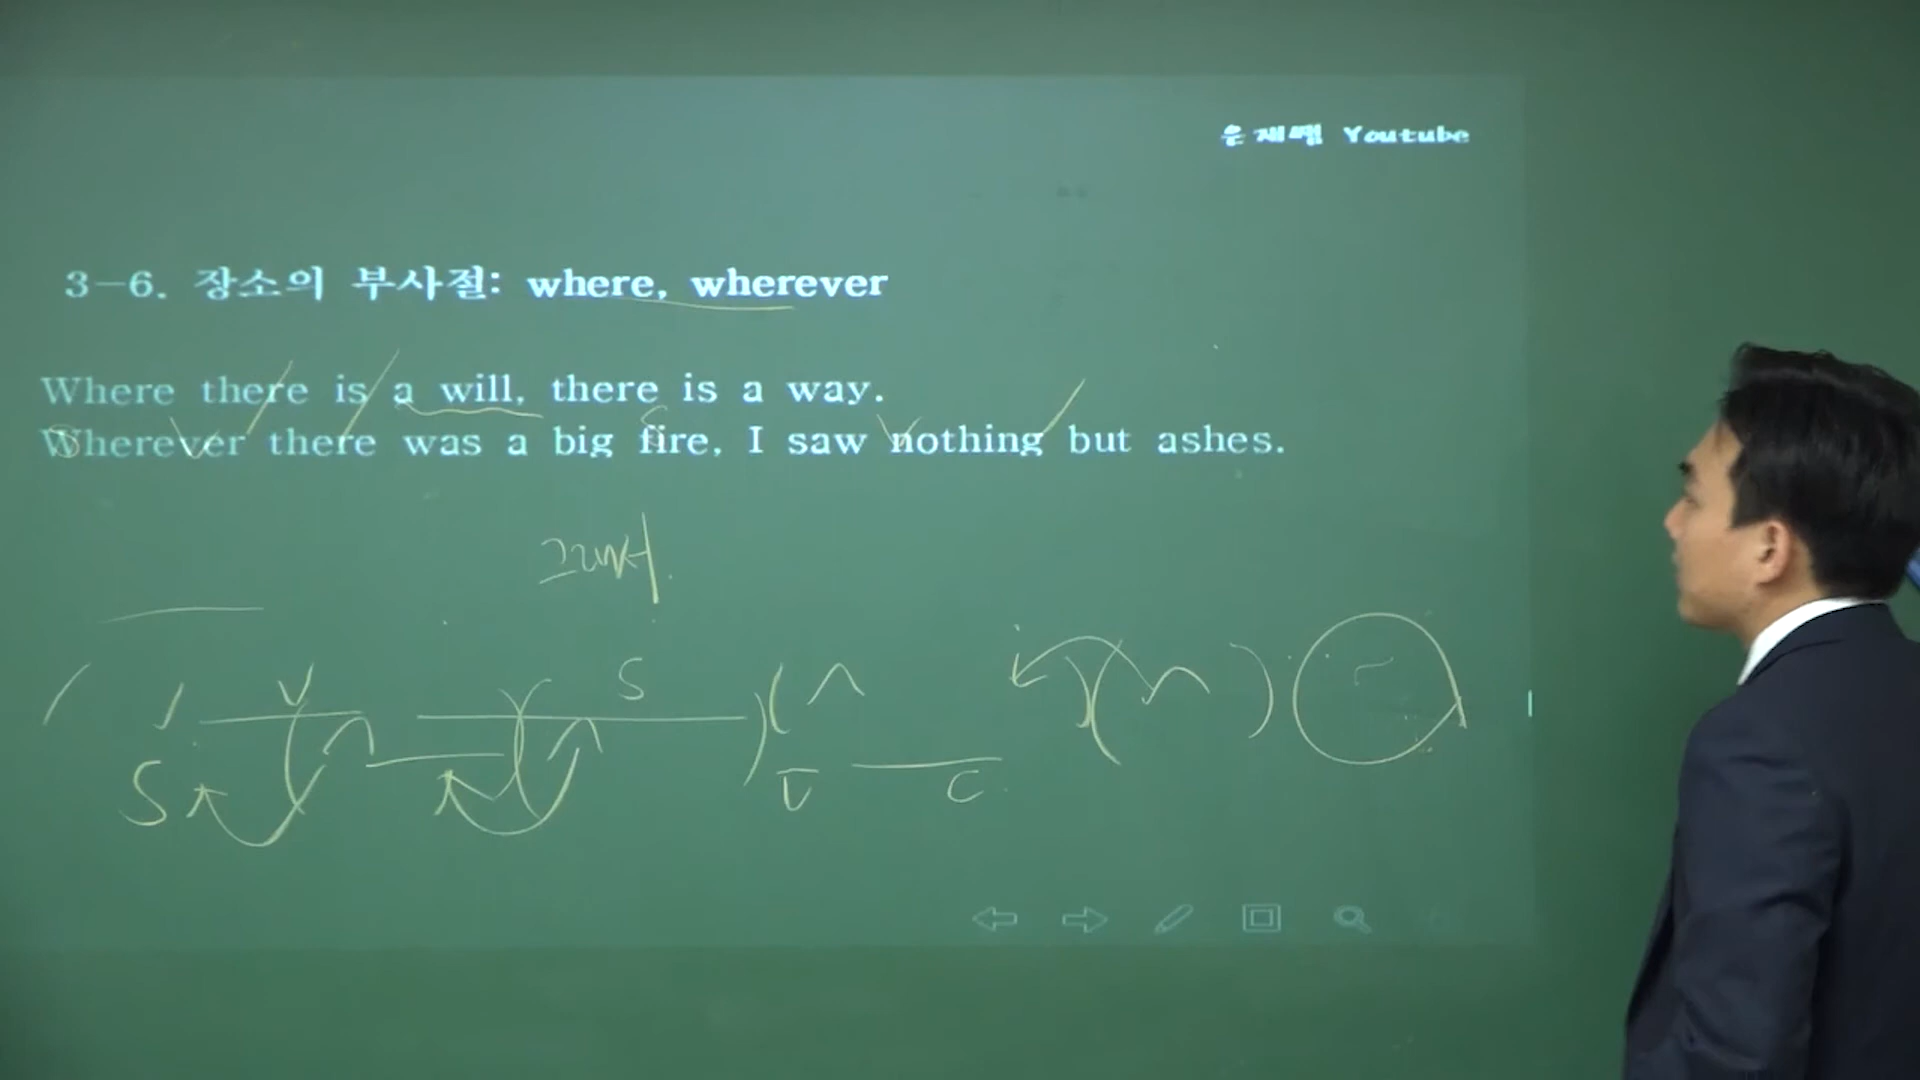 은재쌤 Youtube
3-6. 장소의 부사절: where, wherever
Where there is a will, there is a way.
Wherever there was a big fire, I saw nothing but ashes.
그래서
V
S
S
V
C